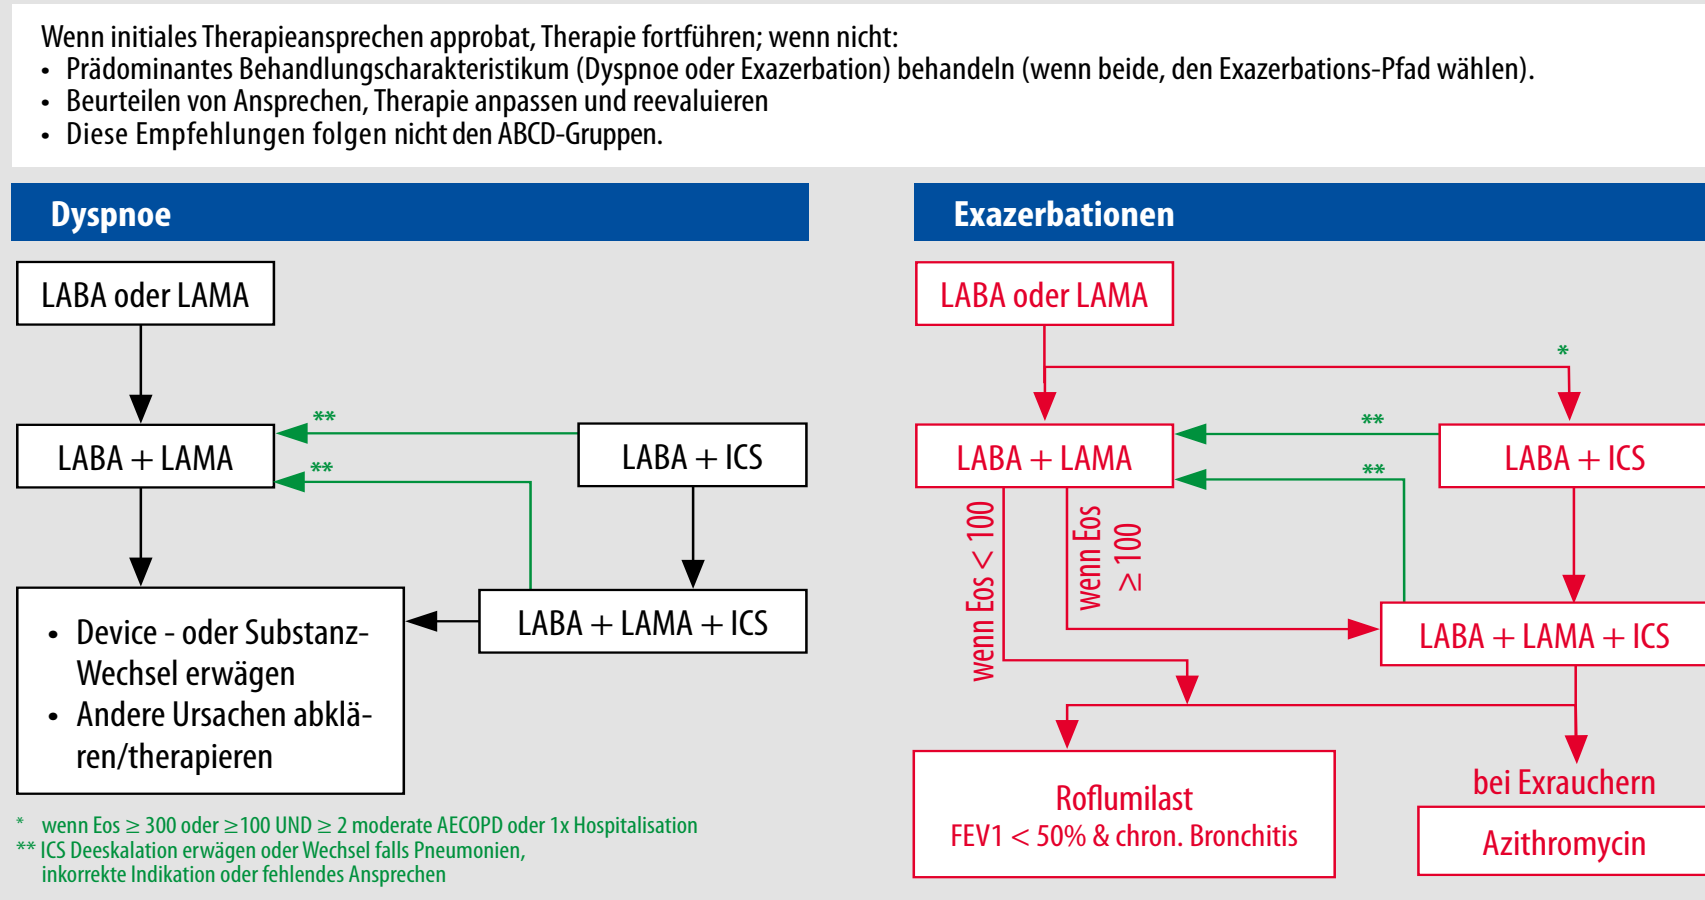 Wenn initiales Therapieansprechen approbat, Therapie fortführen; wenn nicht:
• Prädominantes Behandlungscharakteristikum (Dyspnoe oder Exazerbation) behandeln (wenn beide, den Exazerbations-Pfad wählen).
• Beurteilen von Ansprechen, Therapie anpassen und reevaluieren
• Diese Empfehlungen folgen nicht den ABCD-Gruppen.
Dyspnoe
LABA oder LAMA
**
LABA + LAMA
LABA + ICS
**
LABA + LAMA + ICS
• Device - oder Substanz-
Wechsel erwägen
• Andere Ursachen abklä-
ren/therapieren
* wenn Eos ≥ 300 oder ≥100 UND ≥ 2 moderate AECOPD oder 1x Hospitalisation
** ICS Deeskalation erwägen oder Wechsel falls Pneumonien,
inkorrekte Indikation oder fehlendes Ansprechen
Exazerbationen
LABA oder LAMA
*
**
LABA + LAMA
LABA + ICS
**
wenn Eos < 100
wenn Eos
≥ 100
LABA + LAMA + ICS
Roflumilast
FEV1 < 50% & chron. Bronchitis
bei Exrauchern
Azithromycin